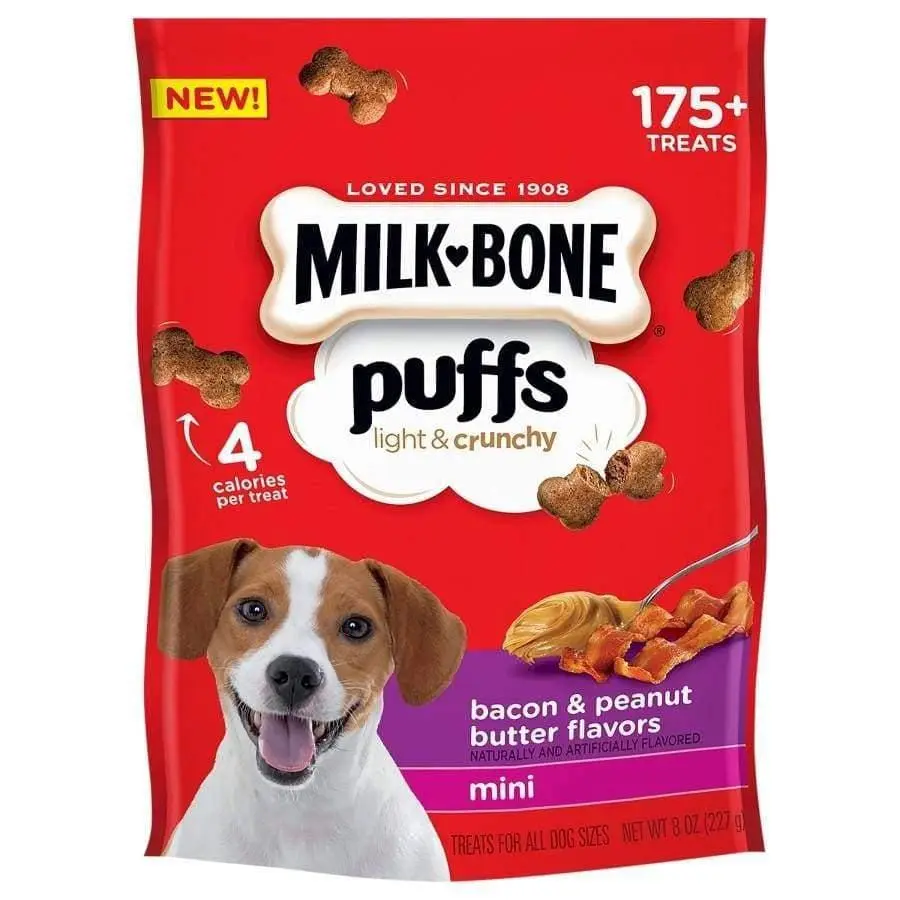 NEW!
175+
TREATS
LOVED SINCE 1908
MILK BONE
®
puffs
light & crunchy
4
calories
per treat
bacon & peanut
butter flavors
NATURALLY AND ARTIFICIALLY FLAVORED
mini
TREATS FOR ALL DOG SIZES NET WT 8 OZ (227 g)